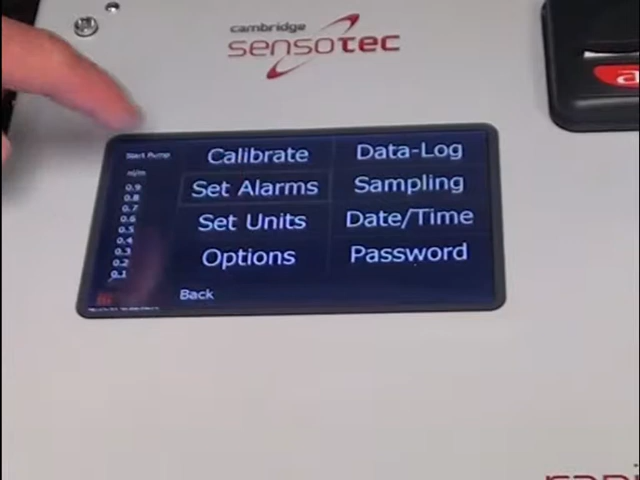 cambridge
sensotec
Start Pump
Calibrate
Data-Log
0.9
Set Alarms
Sampling
0.8
0.7
0.6
Set Units
Date/Time
0.5
0.4
Options
Password
0.3
0.2
0.1
Back